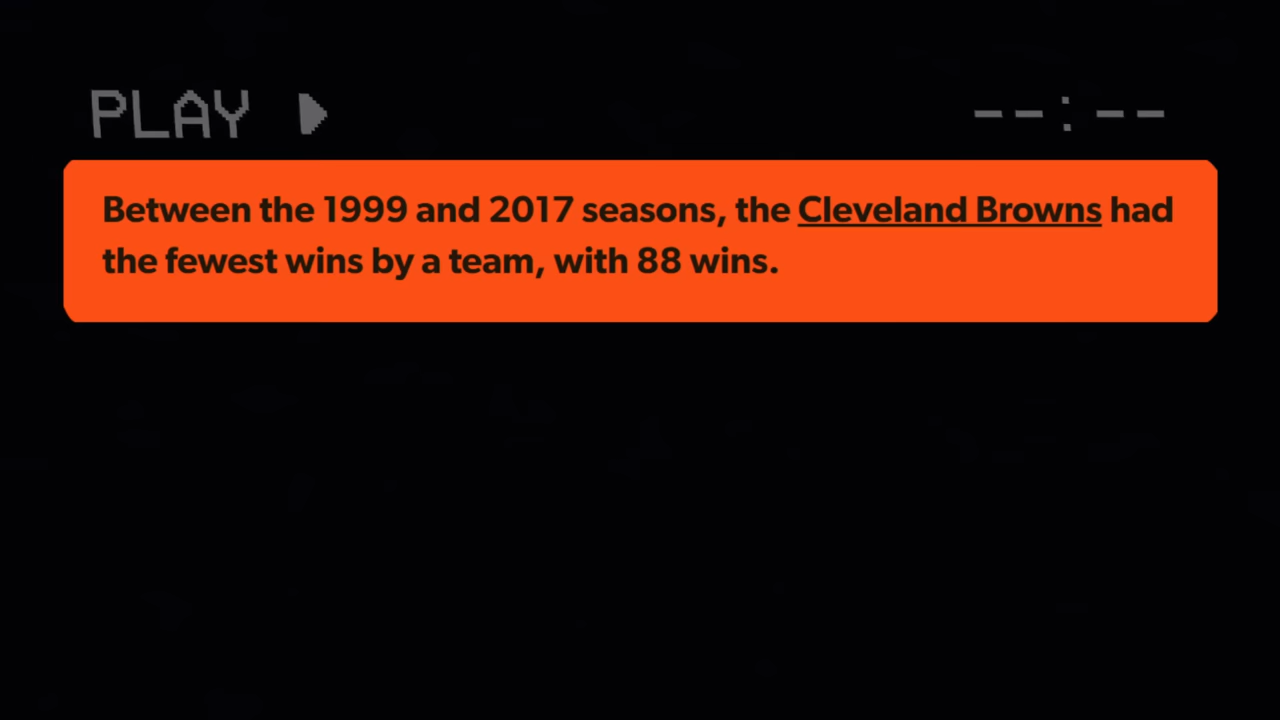 PLAY ▶ --:--
Between the 1999 and 2017 seasons, the Cleveland Browns had
the fewest wins by a team, with 88 wins.